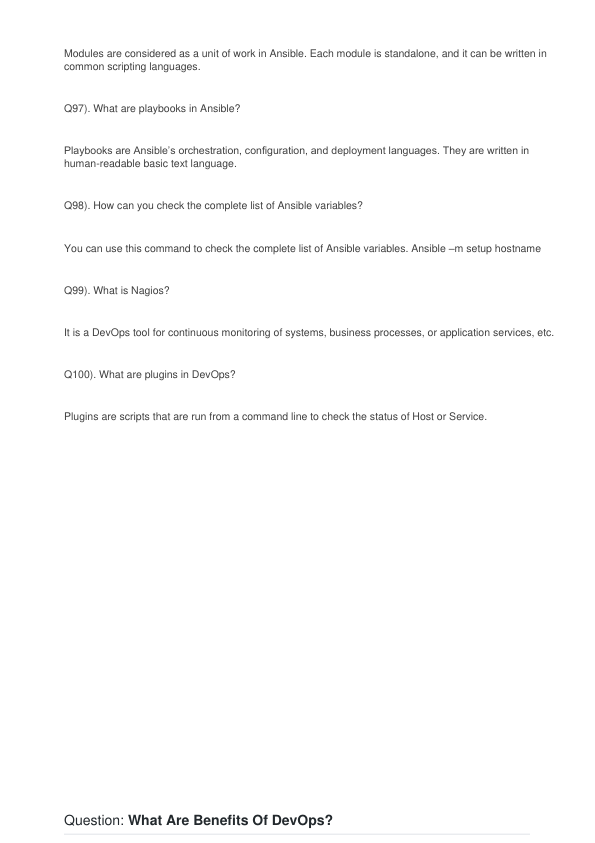 Modules are considered as a unit of work in Ansible. Each module is standalone, and it can be written in
common scripting languages.
Q97). What are playbooks in Ansible?
Playbooks are Ansible's orchestration, configuration, and deployment languages. They are written in
human-readable basic text language.
Q98). How can you check the complete list of Ansible variables?
You can use this command to check the complete list of Ansible variables. Ansible –m setup hostname
Q99). What is Nagios?
It is a DevOps tool for continuous monitoring of systems, business processes, or application services, etc.
Q100). What are plugins in DevOps?
Plugins are scripts that are run from a command line to check the status of Host or Service.
Question: What Are Benefits Of DevOps?